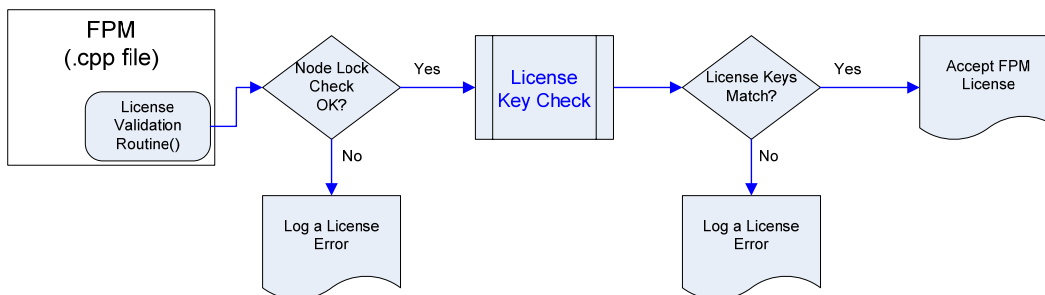 FPM
(.cpp file)
License
Validation
Routine()
Node Lock
Check
OK?
Yes
No
Log a License
Error
License
Key Check
License Keys
Match?
Yes
No
Log a License
Error
Accept FPM
License